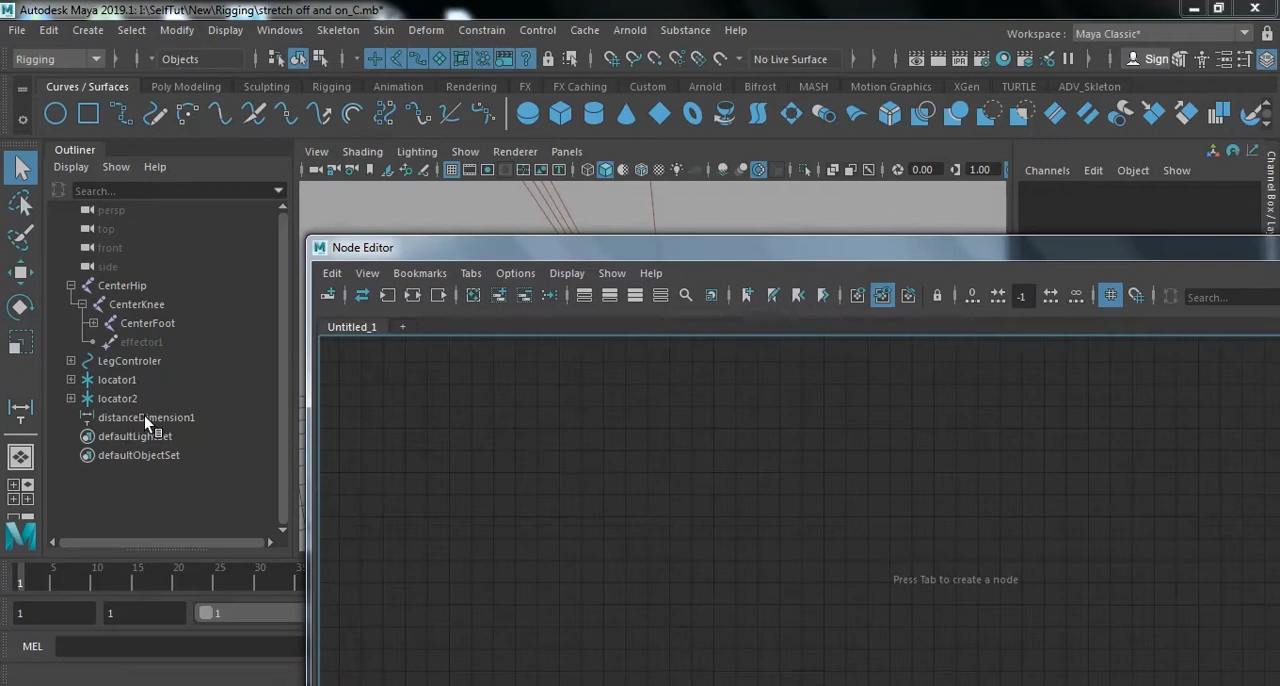 Autodesk Maya 2019.1: I:\SelfTut\New\Rigging\stretch off and on_C.mb*
File Edit Create Select Modify Display Windows Skeleton Skin Deform Constrain Control Cache Arnold Substance Help
Workspace : Maya Classic*
Rigging Objects No Live Surface Sign
Curves / Surfaces Poly Modeling Sculpting Rigging Animation Rendering FX FX Caching Custom Arnold Bifrost MASH Motion Graphics XGen TURTLE ADV_Skeleton
Outliner
Display Show Help
Search...
persp
top
front
side
CenterHip
CenterKnee
CenterFoot
effector1
LegControler
locator1
locator2
distanceDimension1
defaultLightSet
defaultObjectSet
View Shading Lighting Show Renderer Panels
0.00 1.00
Channels Edit Object Show
Channel Box / La
Node Editor
Edit View Bookmarks Tabs Options Display Show Help
0 -1 ∞ Search...
Untitled_1 +
Press Tab to create a node
5 10 15 20 25 30
1
1 1 1
MEL